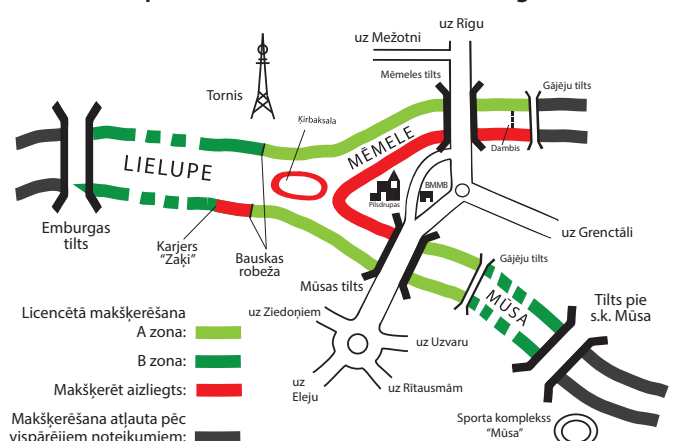 uz Rīgu
uz Mežotni
Mēmeles tilts
Gājēju tilts
Tornis
Ķirbaksala
MĒMELE
Dambis
LIELUPE
BMMB
Pilsdrupas
uz Grenctāli
Emburgas
tilts
Karjers
"Zaķi"
Bauskas
robeža
Gājēju tilts
Mūsas tilts
MŪSA
Tilts pie
s.k. Mūsa
uz Ziedoņiem
Licencētā makšķerēšana
A zona:
uz Uzvaru
B zona:
uz
Eleju
uz Rītausmām
Makšķerēt aizliegts:
Makšķerēšana atļauta pēc
vispārējiem noteikumiem:
Sporta komplekss
"Mūsa"